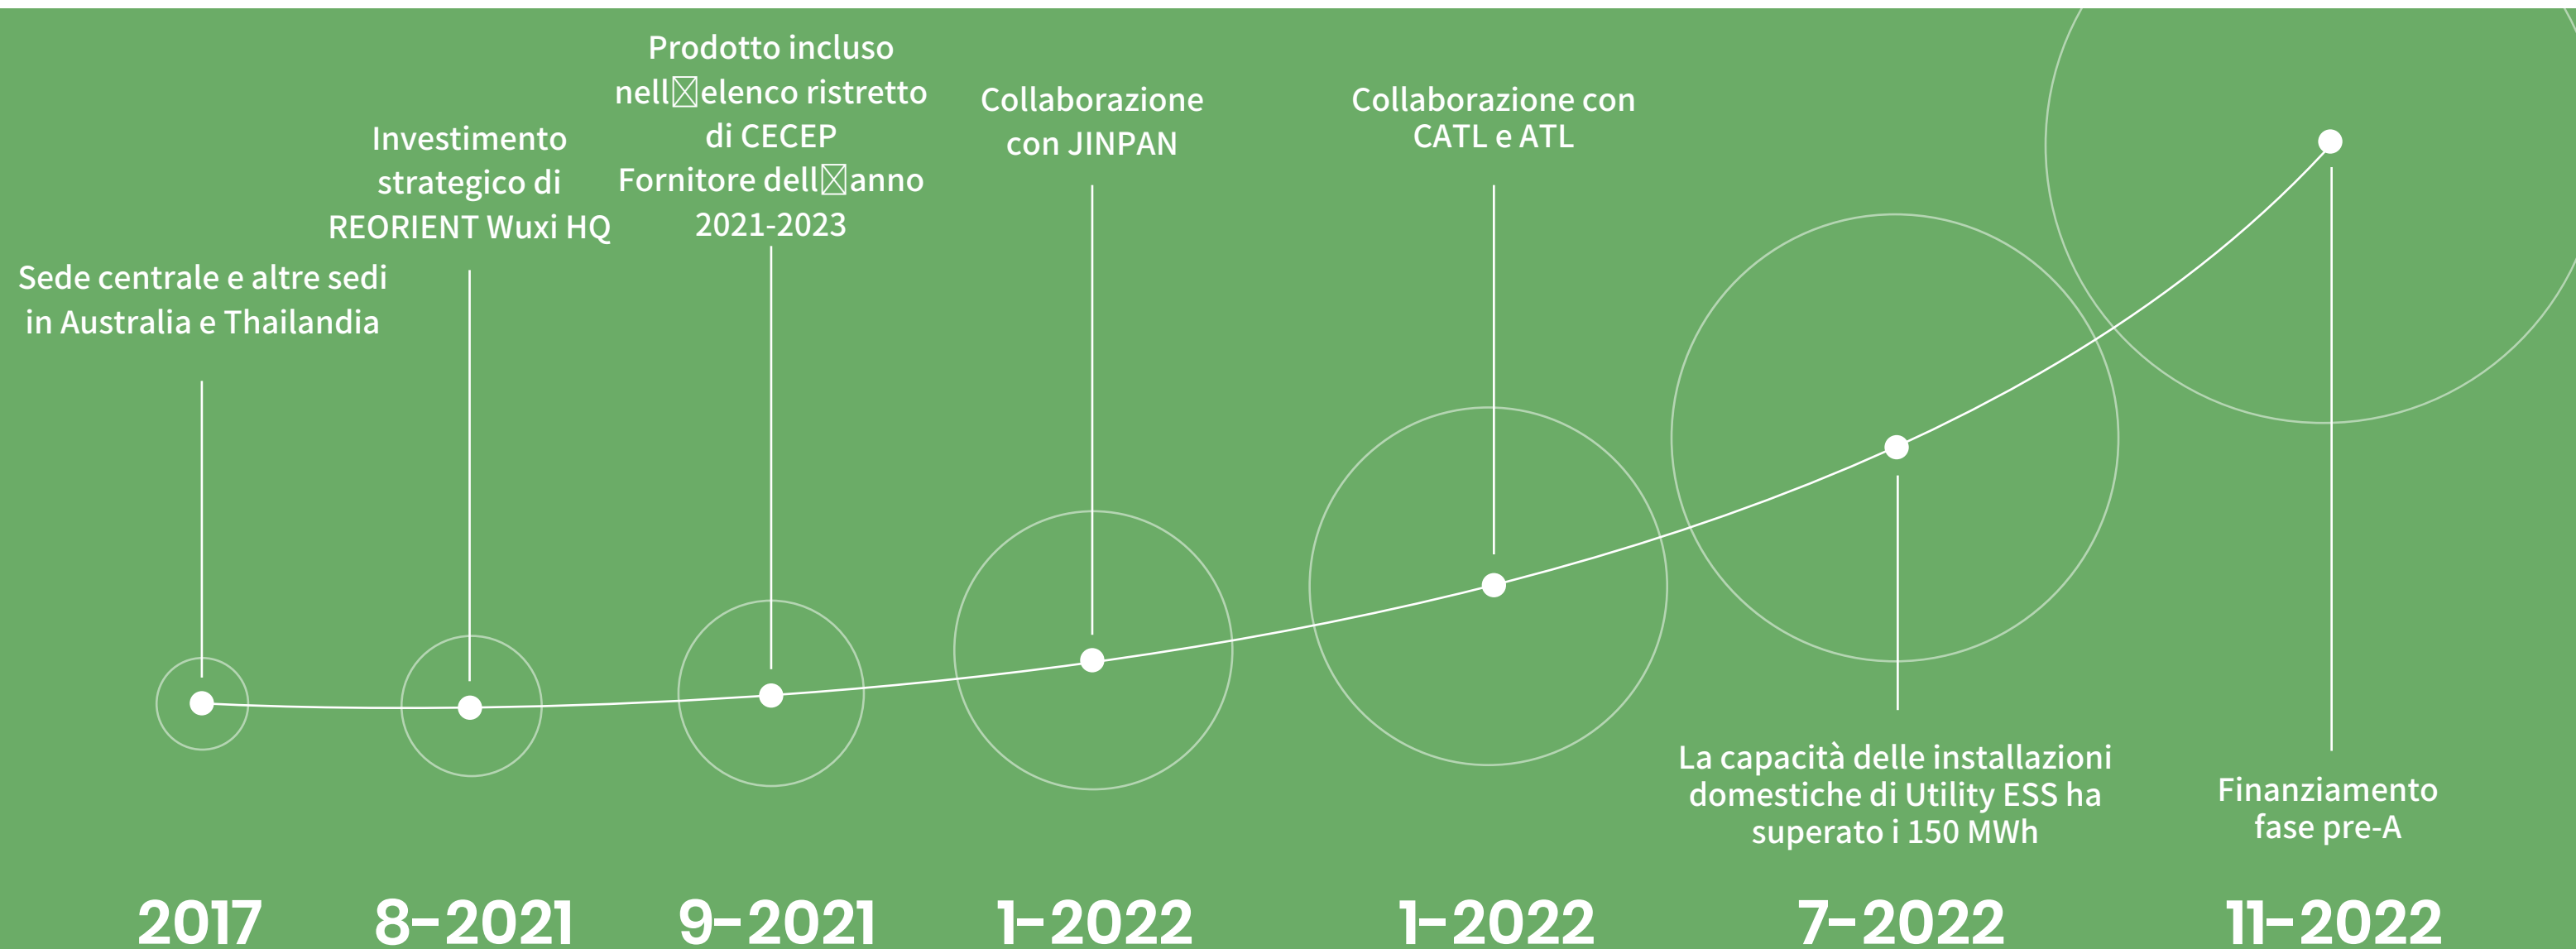 Sede centrale e altre sedi
in Australia e Thailandia
Investimento
strategico di
REORIENT Wuxi HQ
Prodotto incluso
nell☒elenco ristretto
di CECEP
Fornitore dell☒anno
2021-2023
Collaborazione
con JINPAN
Collaborazione con
CATL e ATL
La capacità delle installazioni
domestiche di Utility ESS ha
superato i 150 MWh
Finanziamento
fase pre-A
2017
8-2021
9-2021
1-2022
1-2022
7-2022
11-2022